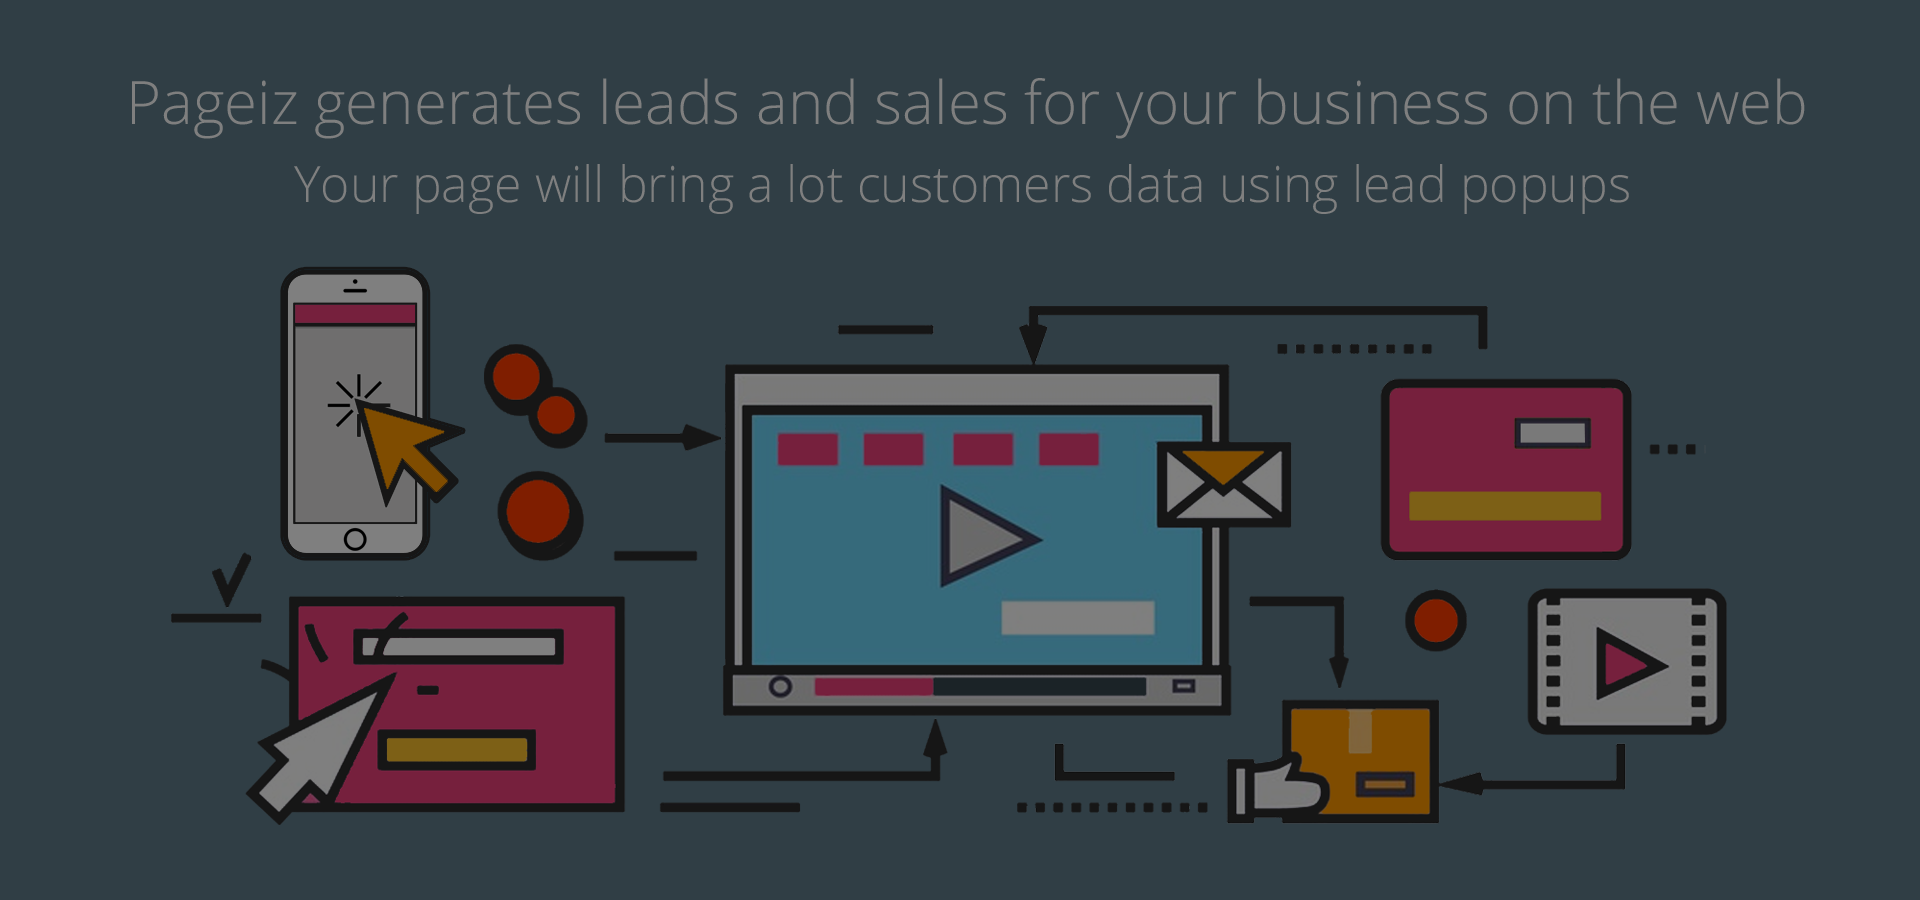 Pageiz generates leads and sales for your business on the web
Your page will bring a lot customers data using lead popups